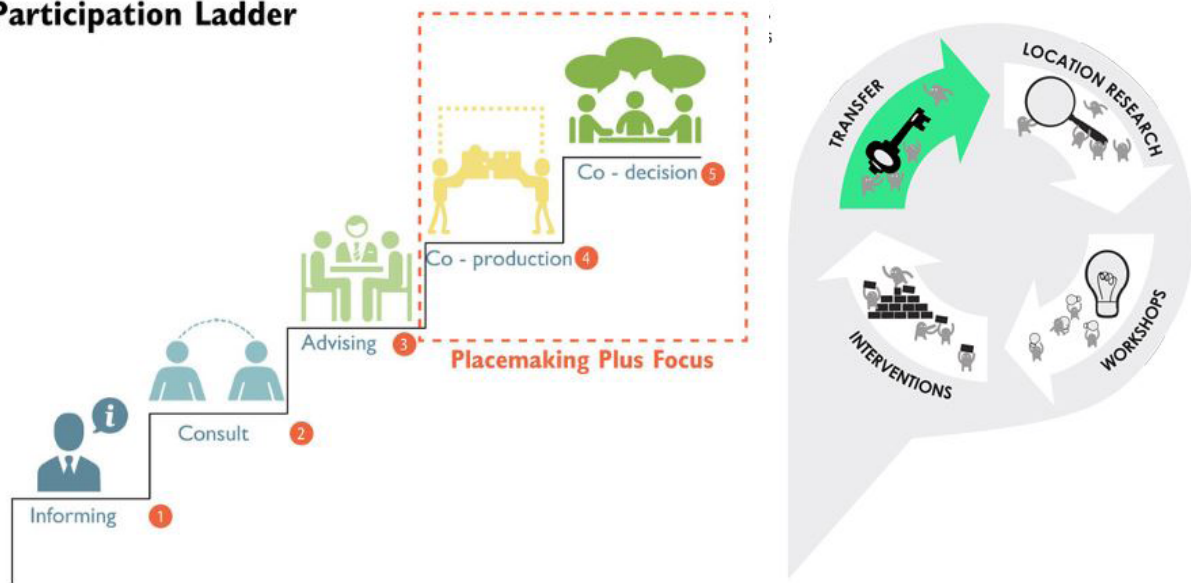 Participation Ladder
Co - decision 5
Co - production 4
Advising 3
Placemaking Plus Focus
Consult 2
i
Informing 1
TRANSFER
LOCATION RESEARCH
WORKSHOPS
INTERVENTIONS